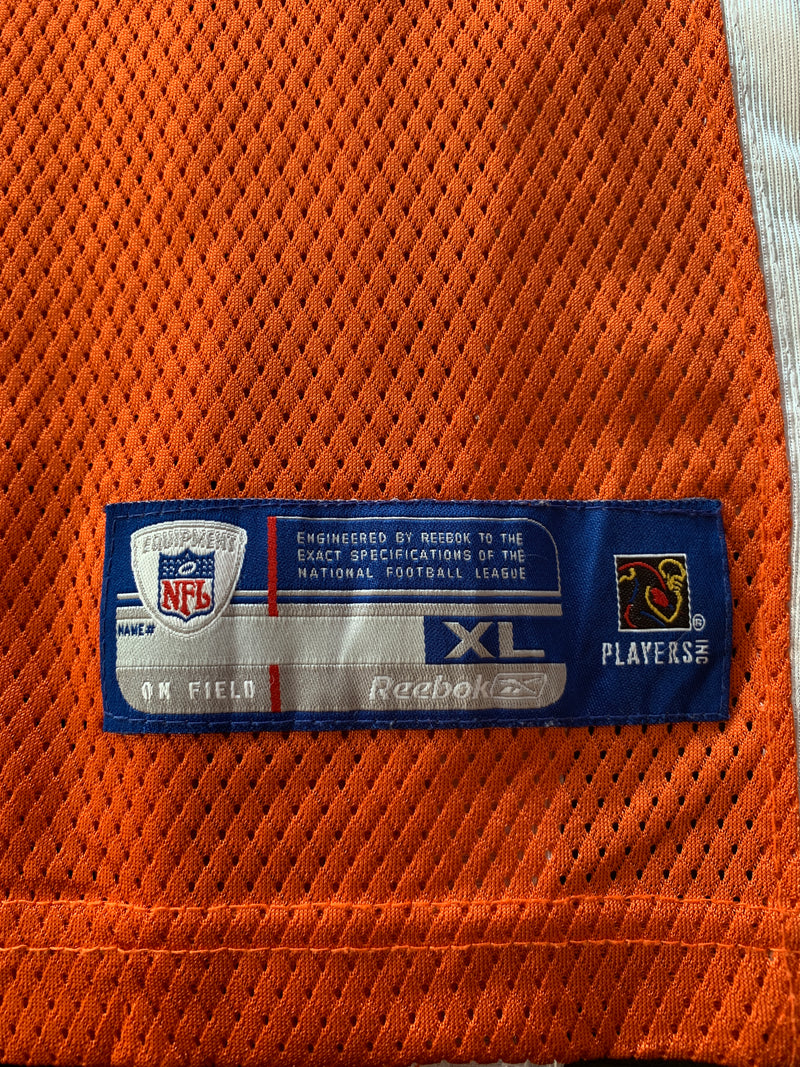 EQUIPMENT
NFL
ENGINEERED BY REEBOK TO THE
EXACT SPECIFICATIONS OF THE
NATIONAL FOOTBALL LEAGUE
NAME#
XL
ON FIELD
Reebok
PLAYERS INC
®